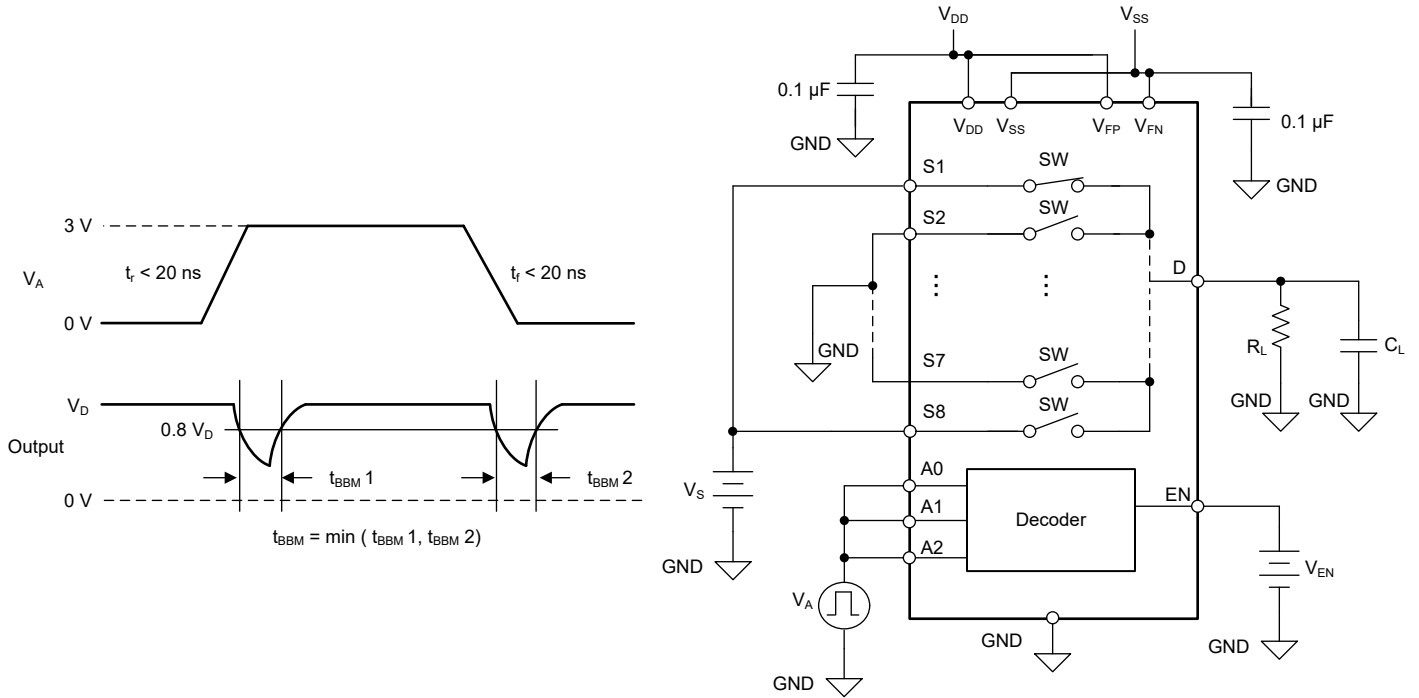 3 V
t_r < 20 ns
t_f < 20 ns
V_A
0 V
V_D
0.8 V_D
Output
t_BBM 1
t_BBM 2
0 V
t_BBM = min ( t_BBM 1, t_BBM 2)
V_DD
V_SS
0.1 µF
0.1 µF
GND
GND
V_DD
V_SS
V_FP
V_FN
S1
SW
S2
SW
⋮
⋮
GND
S7
SW
S8
SW
D
R_L
C_L
GND
GND
V_S
GND
A0
A1
A2
Decoder
EN
V_EN
GND
V_A
GND
GND